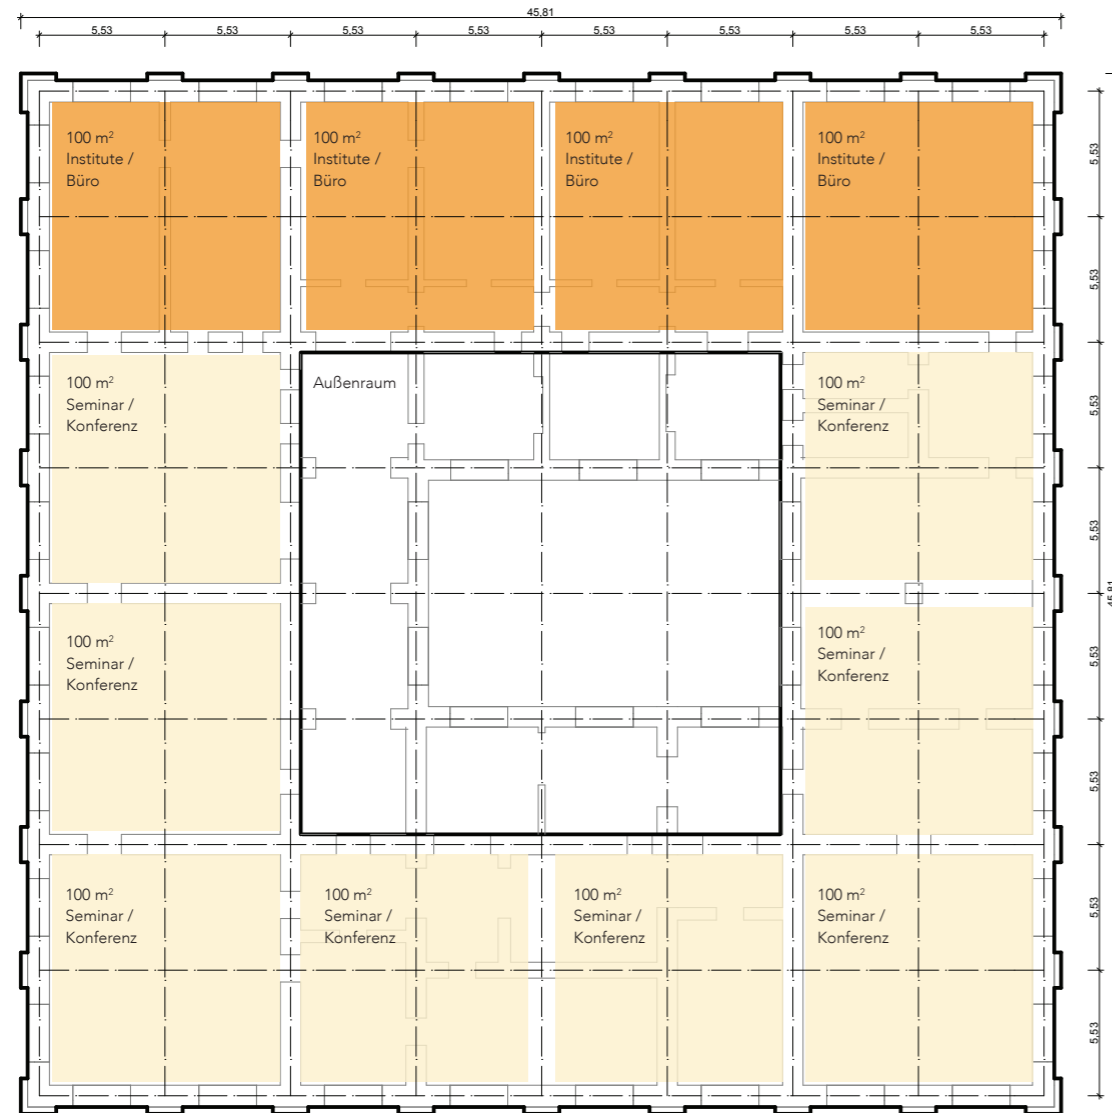 45,81
5,53 5,53 5,53 5,53 5,53 5,53 5,53 5,53
100 m²
Institute /
Büro
100 m²
Institute /
Büro
100 m²
Institute /
Büro
100 m²
Institute /
Büro
5,53
5,53
5,53
5,53
5,53
5,53
5,53
5,53
45,81
100 m²
Seminar /
Konferenz
Außenraum
100 m²
Seminar /
Konferenz
100 m²
Seminar /
Konferenz
100 m²
Seminar /
Konferenz
100 m²
Seminar /
Konferenz
100 m²
Seminar /
Konferenz
100 m²
Seminar /
Konferenz
100 m²
Seminar /
Konferenz